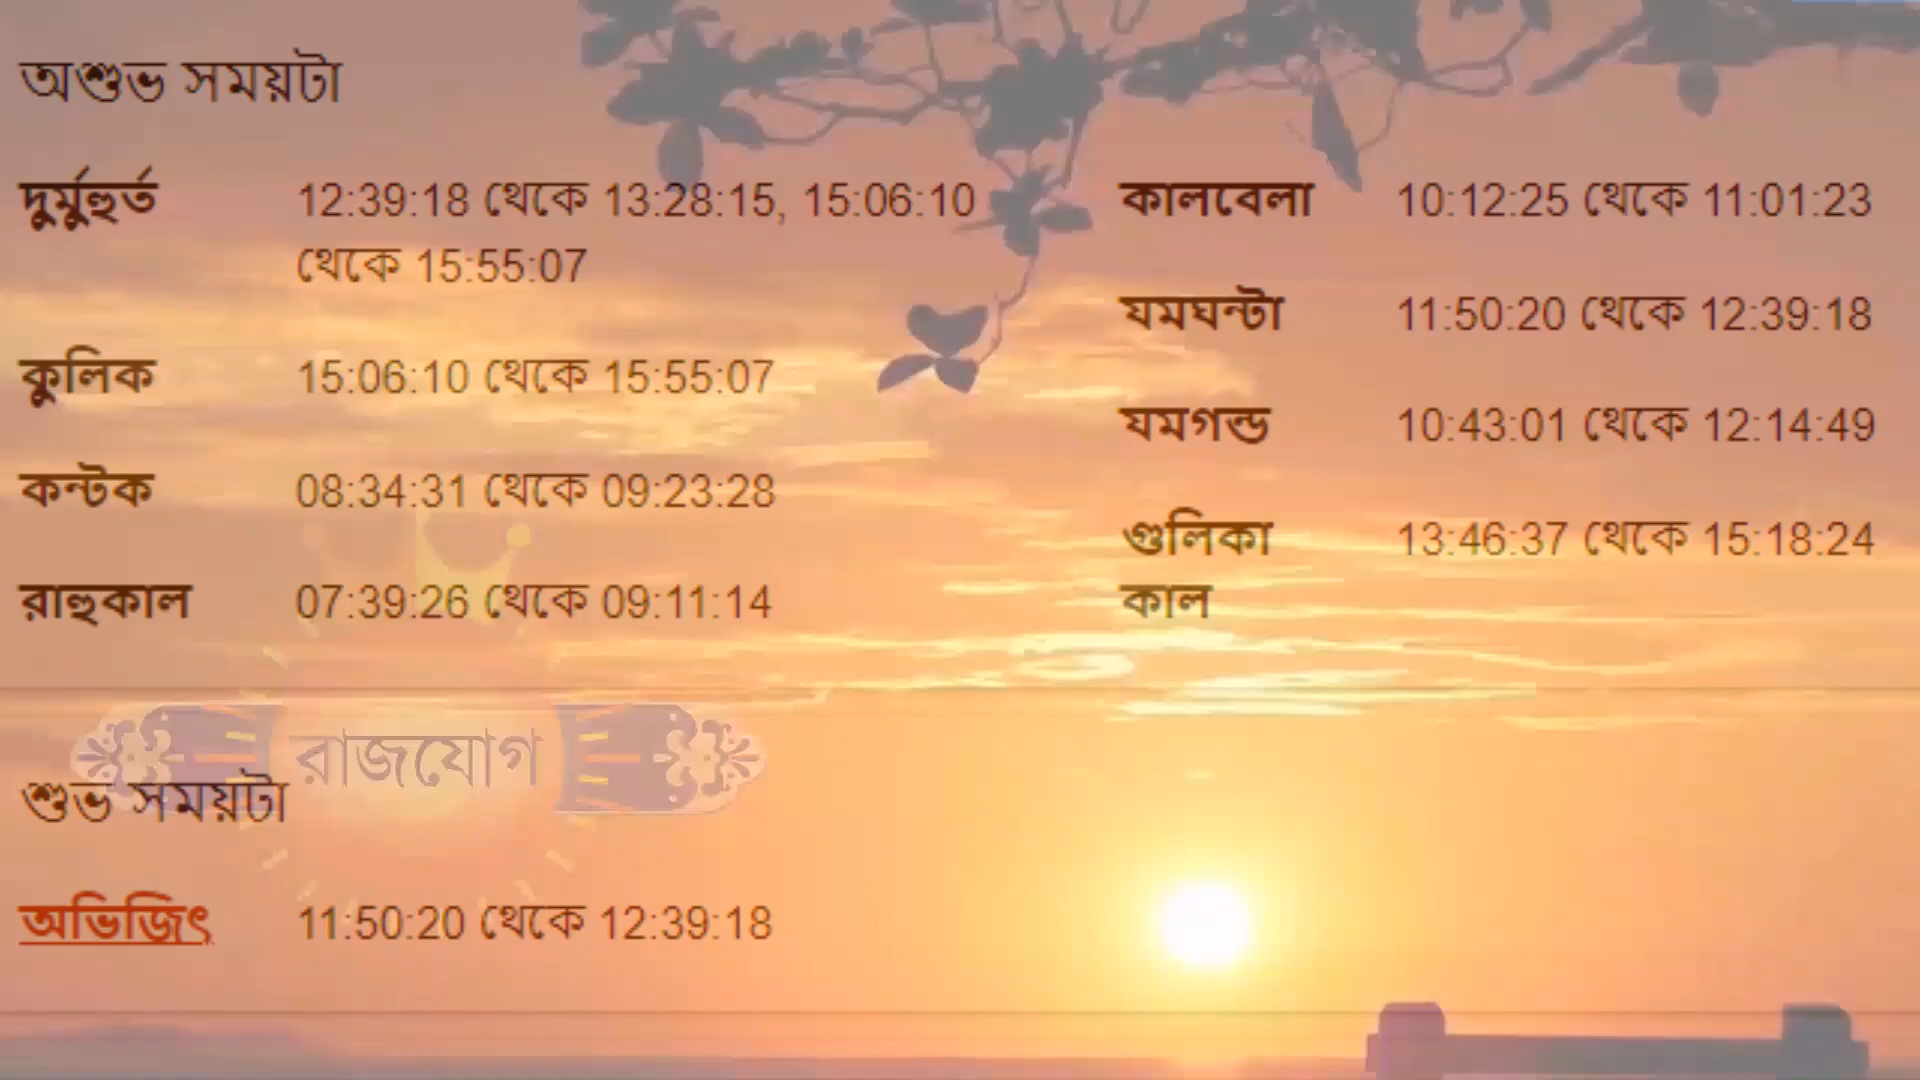 অশুভ সময়টা
দুর্মুহুর্ত 12:39:18 থেকে 13:28:15, 15:06:10
থেকে 15:55:07
কুলিক 15:06:10 থেকে 15:55:07
কন্টক 08:34:31 থেকে 09:23:28
রাহুকাল 07:39:26 থেকে 09:11:14
কালবেলা 10:12:25 থেকে 11:01:23
যমঘন্টা 11:50:20 থেকে 12:39:18
যমগন্ড 10:43:01 থেকে 12:14:49
গুলিকা 13:46:37 থেকে 15:18:24
কাল
রাজযোগ
শুভ সময়টা
অভিজিৎ 11:50:20 থেকে 12:39:18